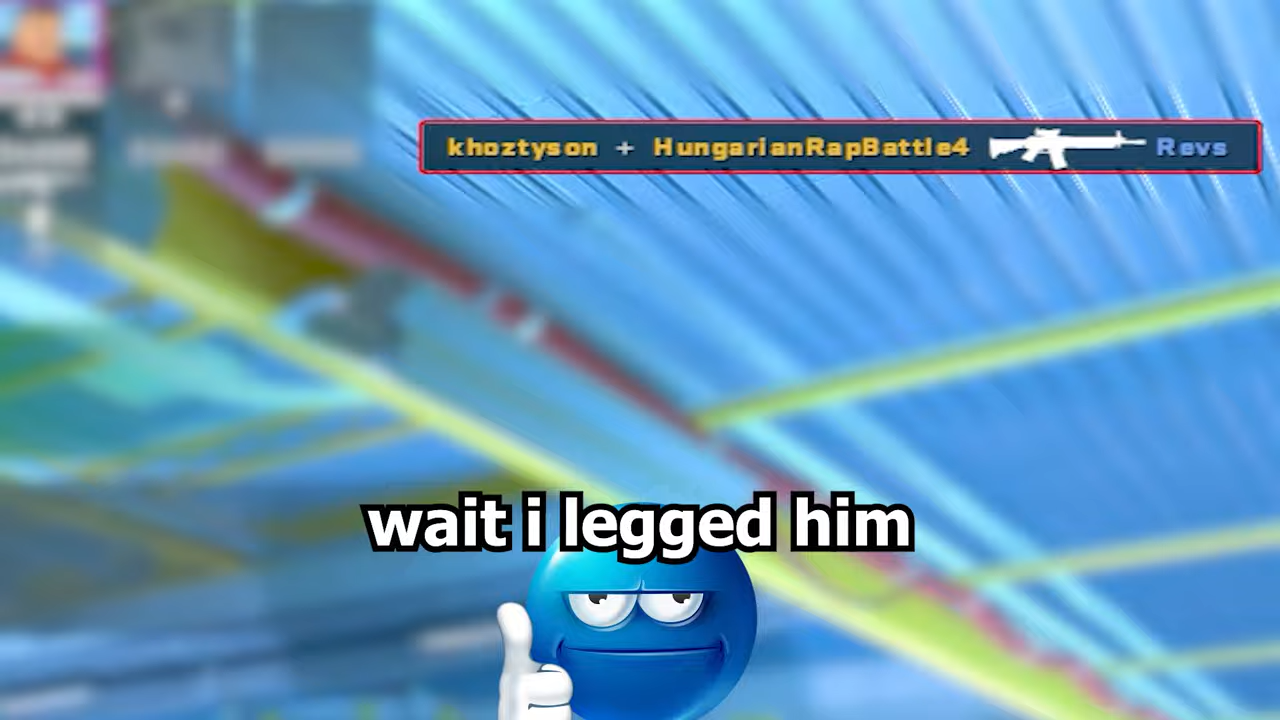 khoztyson + HungarianRapBattle4 Revs
wait i legged him